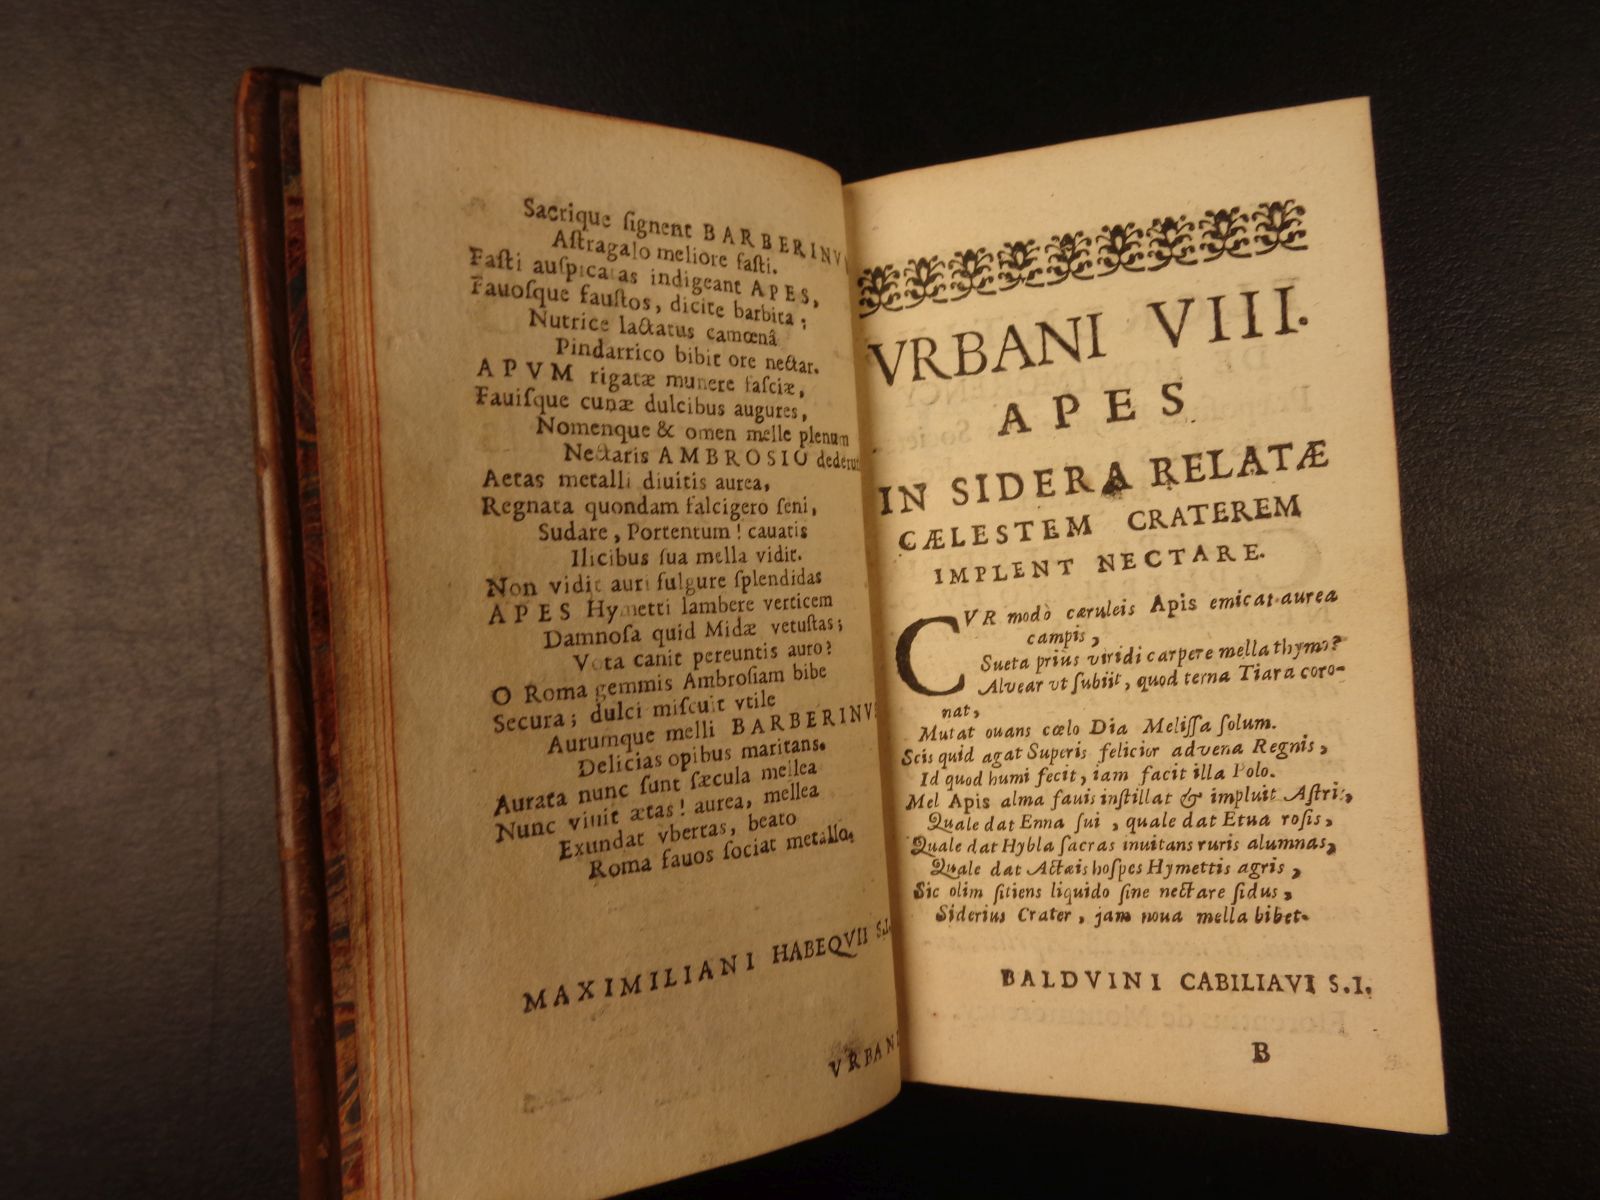 Sacrique ſignent BARBERINV
Aſtragalo meliore faſti.
Faſti auſpicatas indigeant APES,
Fauoſque fauſtos, dicite barbita;
Nutrice lactatus camœnâ
Pindarrico bibit ore nectar.
APVM rigatæ munere faſciæ,
Fauiſque cunæ dulcibus augures,
Nomenque & omen melle plenum
Nectaris AMBROSIO dederunt
Aetas metalli diuitis aurea,
Regnata quondam falcigero ſeni,
Sudare, Portentum! cauatis
Ilicibus ſua mella vidit.
Non vidit auri fulgure ſplendidas
APES Hymetti lambere verticem
Damnoſa quid Midæ vetuſtas;
Vota canit pereuntis auro?
O Roma gemmis Ambroſiam bibe
Secura; dulci miſcuit vtile
Aurumque melli BARBERINVS
Delicias opibus maritans.
Aurata nunc ſunt ſæcula mellea
Nunc viuit ætas! aurea, mellea
Exundat vbertas, beato
Roma fauos ſociat metallo.
MAXIMILIANI HABEQVII S.I.
VRBANI
VRBANI VIII.
APES
IN SIDERA RELATÆ
CÆLESTEM CRATEREM
IMPLENT NECTARE.
CVR modò cæruleis Apis emicat aurea
campis,
Sueta priùs viridi carpere mella thymo?
Alvear vt ſubiit, quod terna Tiara coro-
nat,
Mutat ouans cœlo Dia Meliſſa ſolum.
Scis quid agat Superis felicior advena Regnis,
Id quod humi fecit, iam facit illa Polo.
Mel Apis alma fauis inſtillat & impluit Aſtris,
Quale dat Enna ſui, quale dat Etna roſis,
Quale dat Hybla ſacras inuitans ruris alumnas,
Quale dat Actæis hoſpes Hymettis agris,
Sic olim ſitiens liquido ſine nectare ſidus,
Siderius Crater, jam noua mella bibet.
BALDVINI CABILIAVI S.I.
B